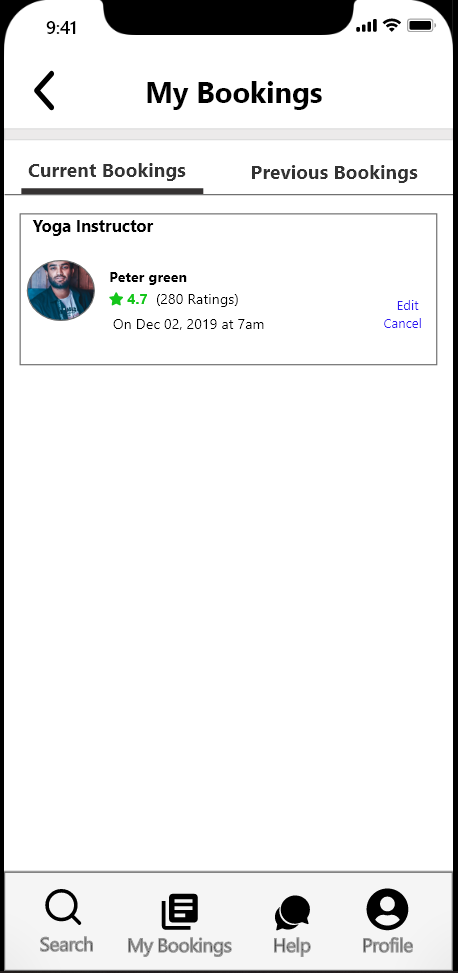 9:41
My Bookings
Current Bookings
Previous Bookings
Yoga Instructor
Peter green
4.7 (280 Ratings)
On Dec 02, 2019 at 7am
Edit
Cancel
Search
My Bookings
Help
Profile